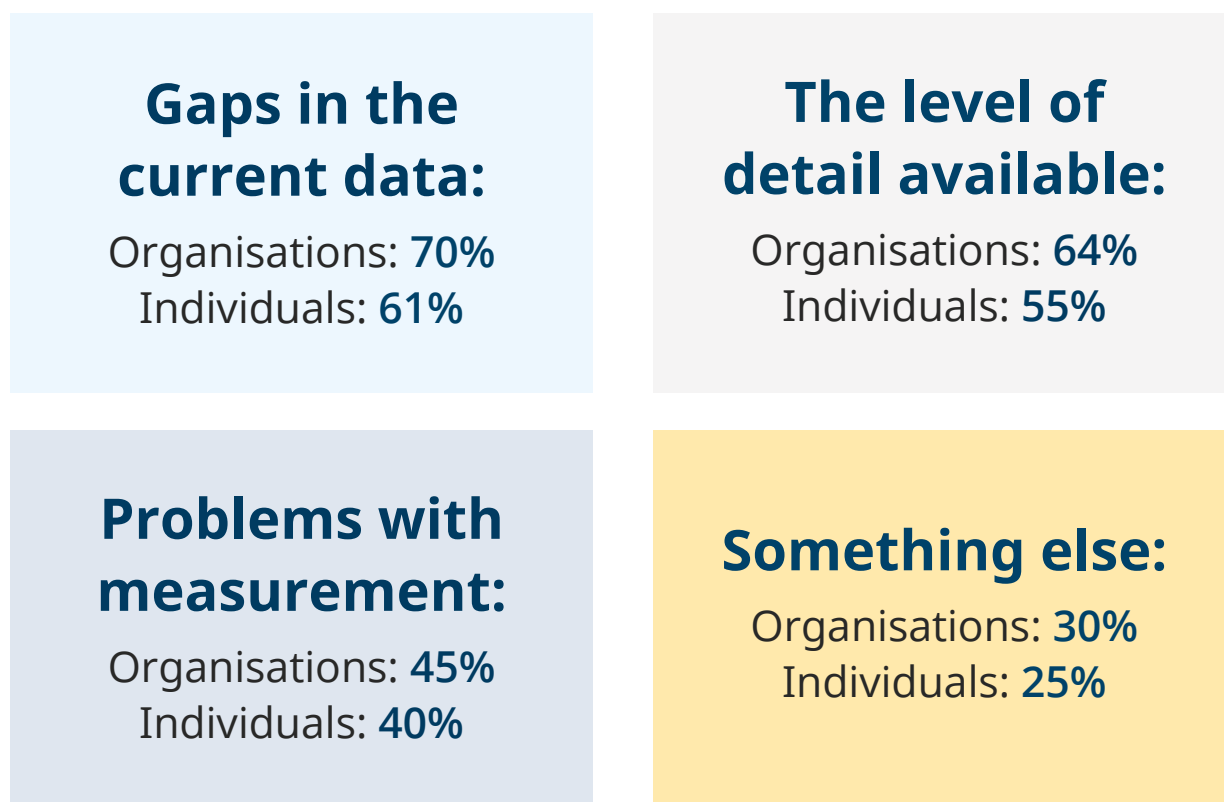 Gaps in the
current data:
Organisations: 70%
Individuals: 61%
The level of
detail available:
Organisations: 64%
Individuals: 55%
Problems with
measurement:
Organisations: 45%
Individuals: 40%
Something else:
Organisations: 30%
Individuals: 25%